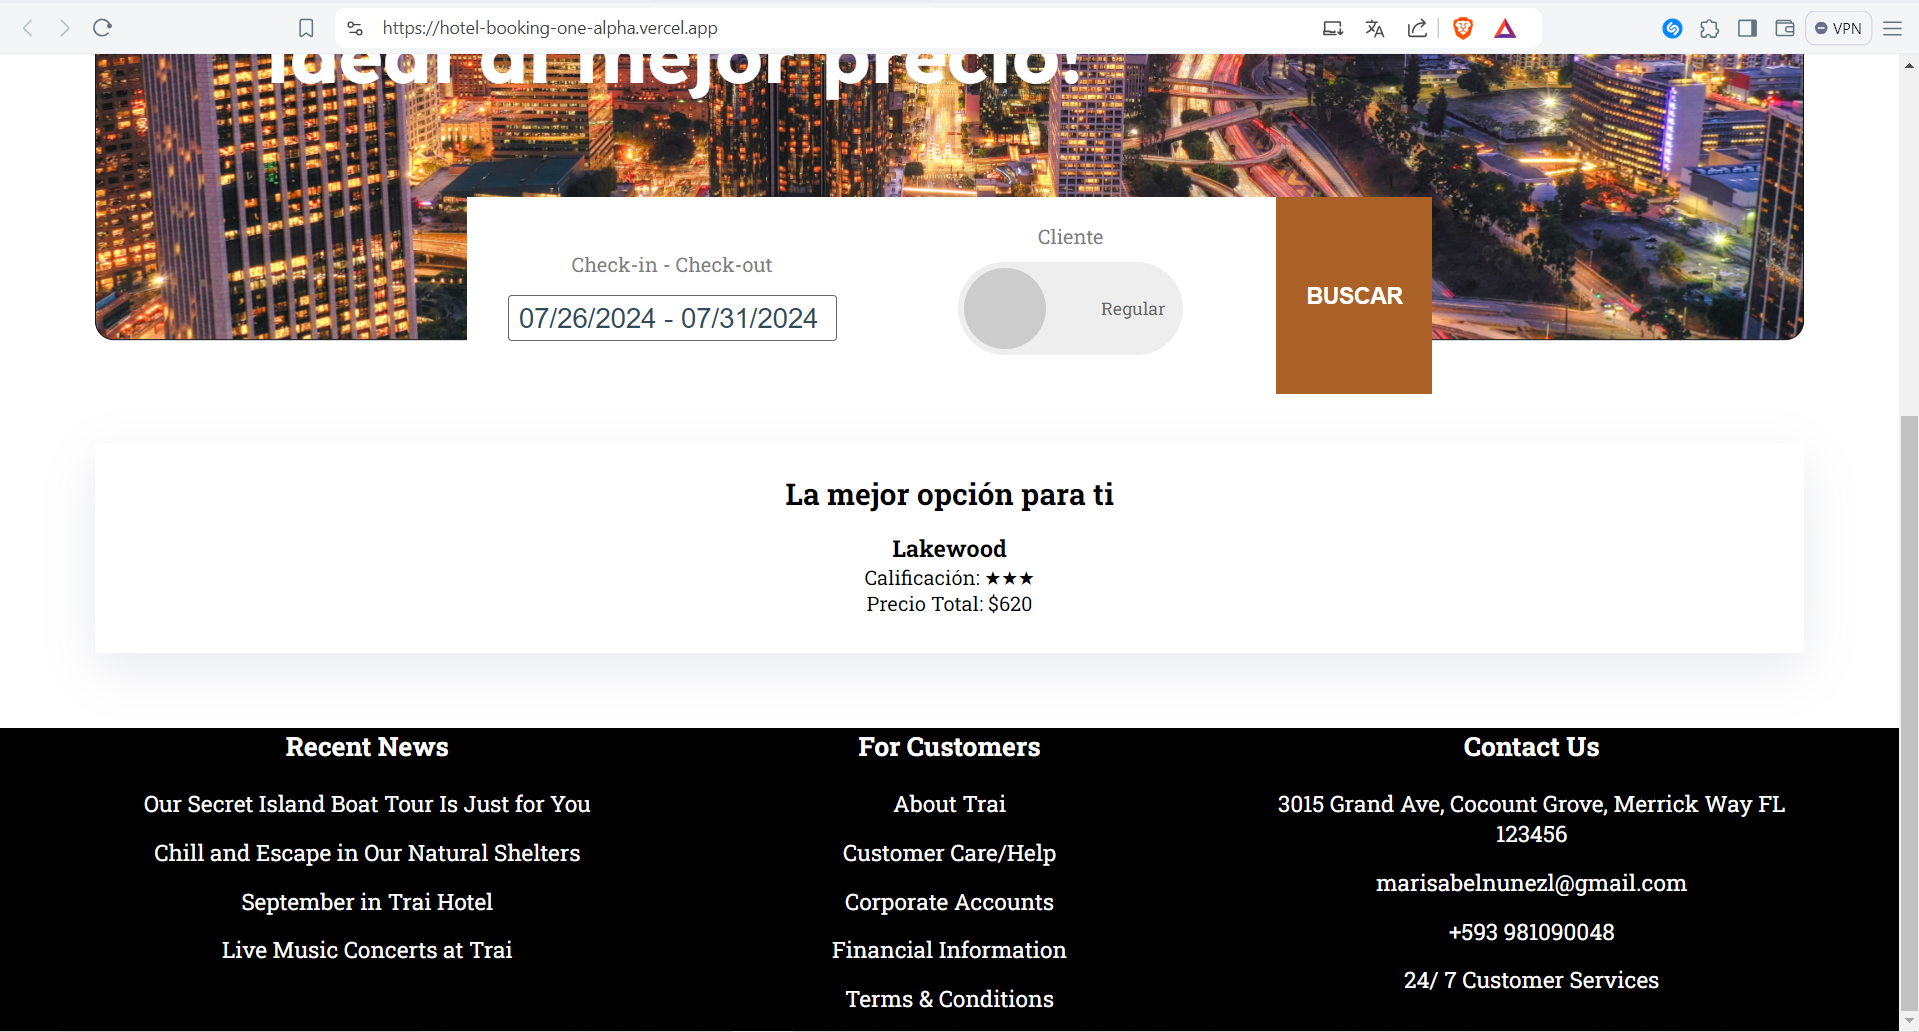 https://hotel-booking-one-alpha.vercel.app
VPN
ideal al mejor precio!
Check-in - Check-out
07/26/2024 - 07/31/2024
Cliente
Regular
BUSCAR
La mejor opción para ti
Lakewood
Calificación: ★★★
Precio Total: $620
Recent News
Our Secret Island Boat Tour Is Just for You
Chill and Escape in Our Natural Shelters
September in Trai Hotel
Live Music Concerts at Trai
For Customers
About Trai
Customer Care/Help
Corporate Accounts
Financial Information
Terms & Conditions
Contact Us
3015 Grand Ave, Cocount Grove, Merrick Way FL
123456
marisabelnunezl@gmail.com
+593 981090048
24/ 7 Customer Services